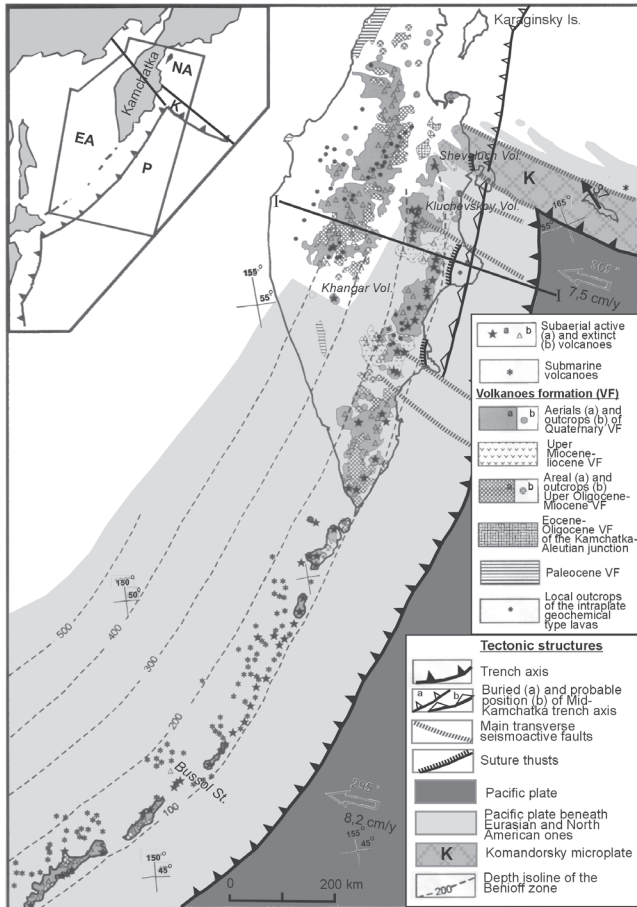 Karaginsky Is.
NA
Kamchatka
K
EA
P
Sheveluch Vol.
K
*
Kluchevskoy Vol.
165°
55°
I
Khangar Vol.
155°
55°
I
7,5 cm/y
a
b
Subaerial active
(a) and extinct
(b) volcanoes
Submarine
volcanoes
Volkanoes formation (VF)
a
b
Aerials (a) and
outcrops (b) of
Quaternary VF
Uper
Miocene-
liocene VF
a
b
Areal (a) and
outcrops (b)
Uper Oligocene-
Miocene VF
Eocene-
Oligocene VF
of the Kamchatka-
Aleutian junction
Paleocene VF
Local outcrops
of the intraplate
geochemical
type lavas
150°
50°
500
400
300
200
100
Bussol St.
245°
8,2 cm/y
155°
45°
150°
45°
0
200 km
Tectonic structures
Trench axis
a
b
Buried (a) and probable
position (b) of Mid-
Kamchatka trench axis
Main transverse
seismoactive faults
Suture thusts
Pacific plate
Pacific plate beneath
Eurasian and North
American ones
K
Komandorsky microplate
200
Depth isoline of the
Benioff zone